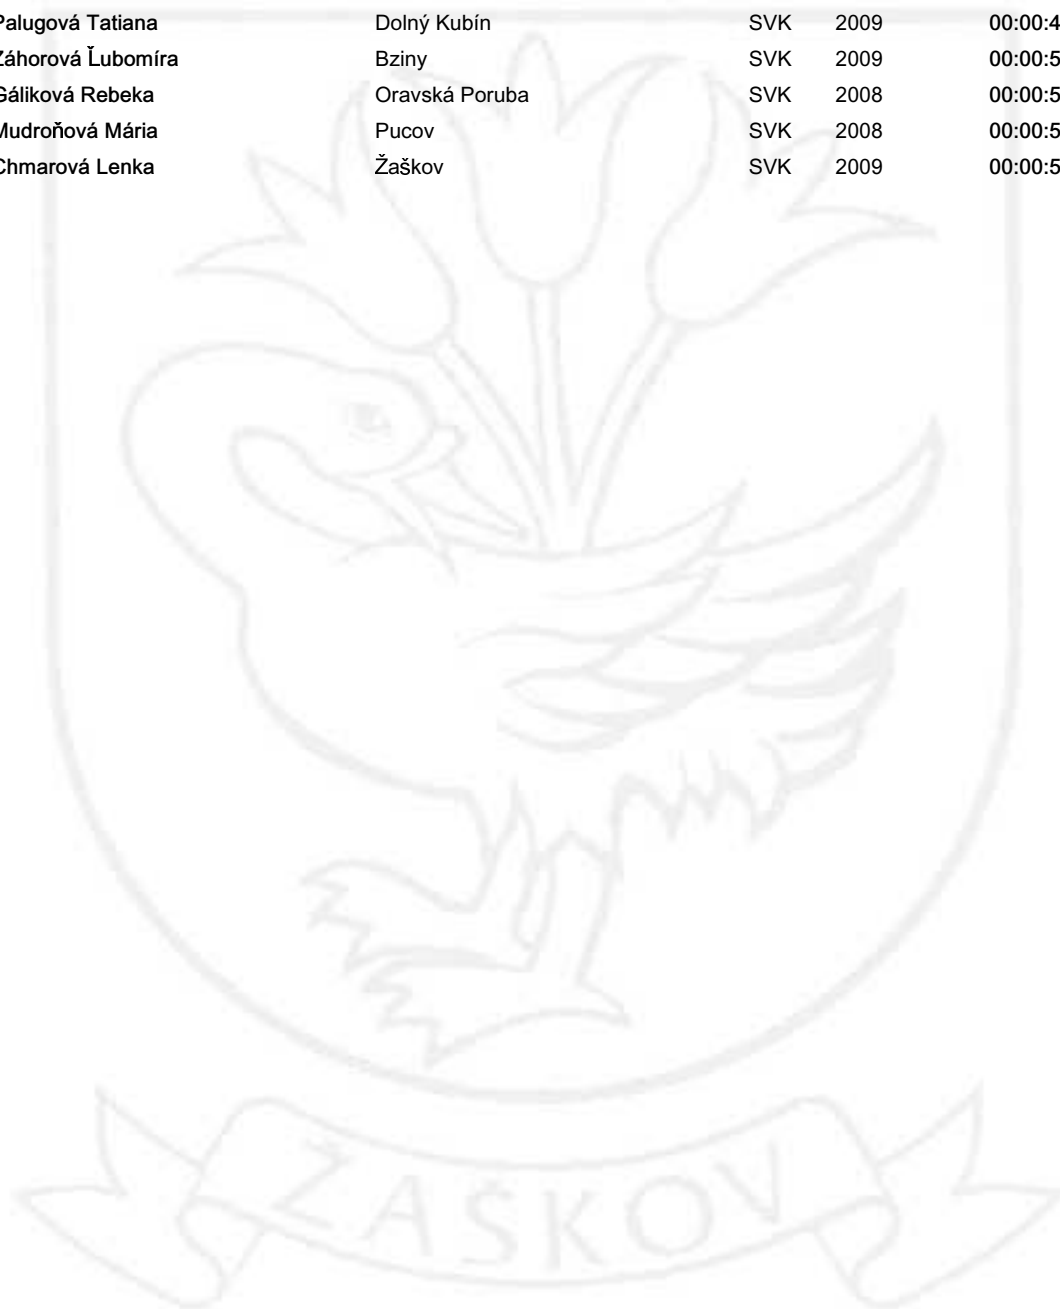 Palugová Tatiana Dolný Kubín SVK 2009 00:00:4
Záhorová Ľubomíra Bziny SVK 2009 00:00:5
Gáliková Rebeka Oravská Poruba SVK 2008 00:00:5
Mudroňová Mária Pucov SVK 2008 00:00:5
Chmarová Lenka Žaškov SVK 2009 00:00:5
ŽAŠKOV